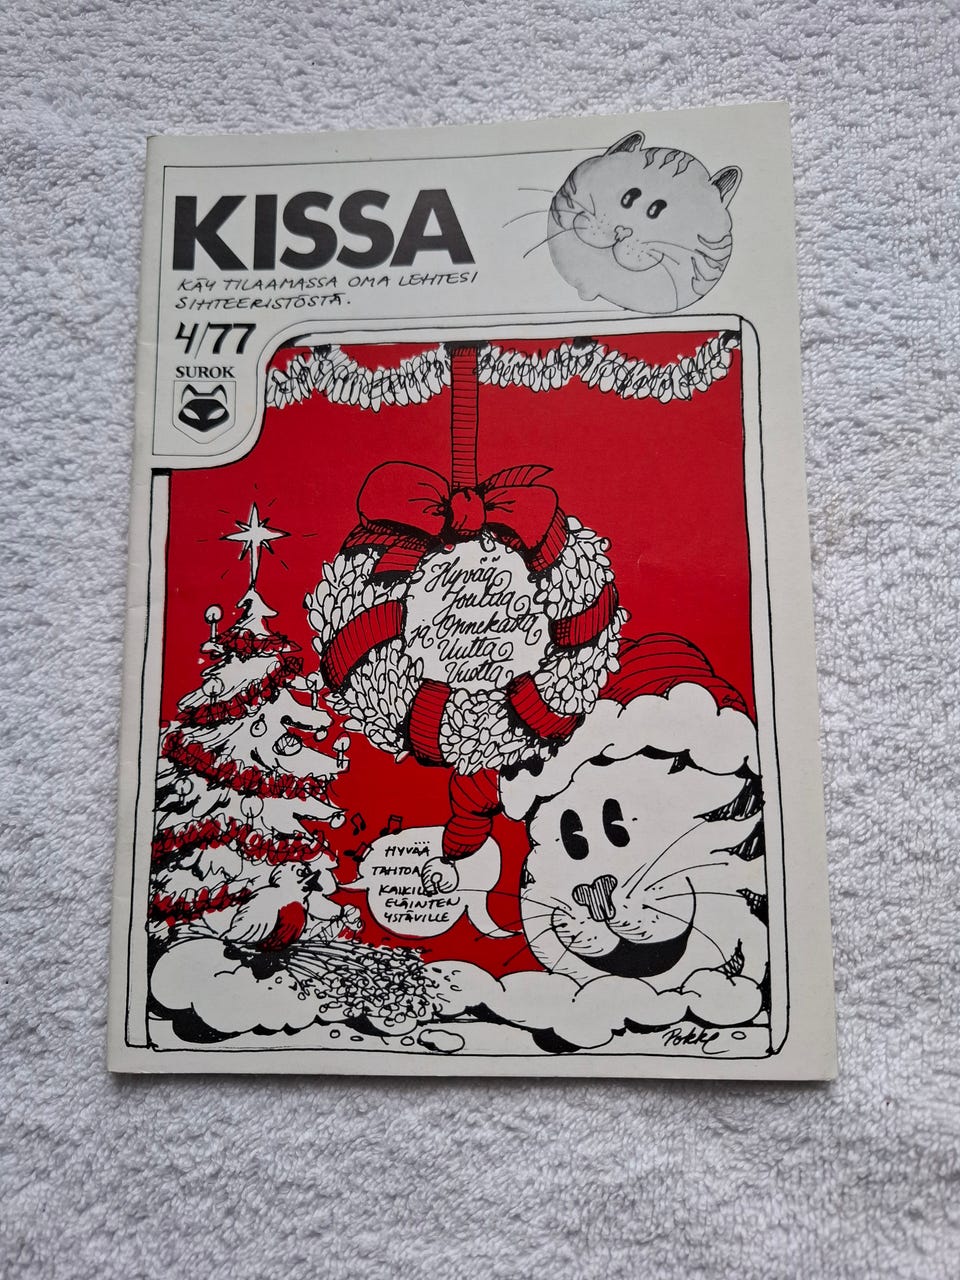 KISSA
KÄY TILAAMASSA OMA LEHTESI
SIHTEERISTÖSTÄ.
4/77
SUROK
Hyvää
Joulua
ja Onnekasta
Uutta
Vuotta
HYVÄÄ
TAHTOA
KAIKILLE
ELÄINTEN
YSTÄVILLE
Pokke